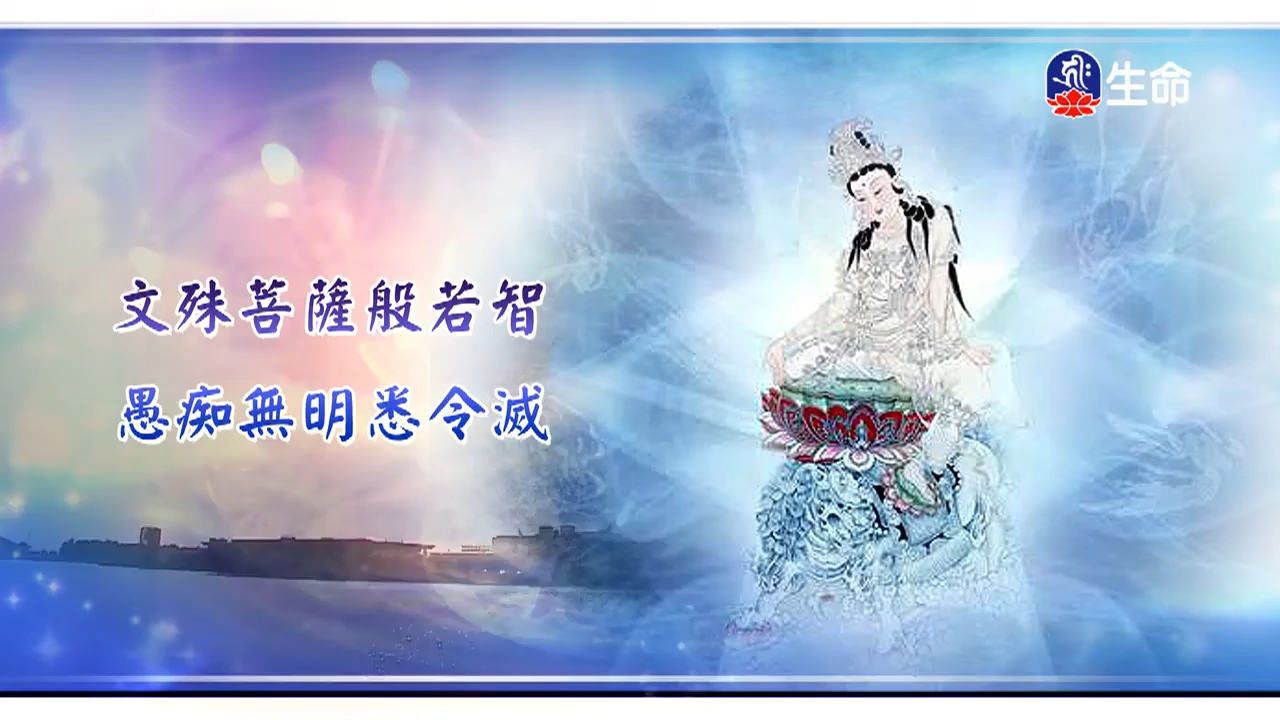 生命
文殊菩薩般若智
愚痴無明悉令滅